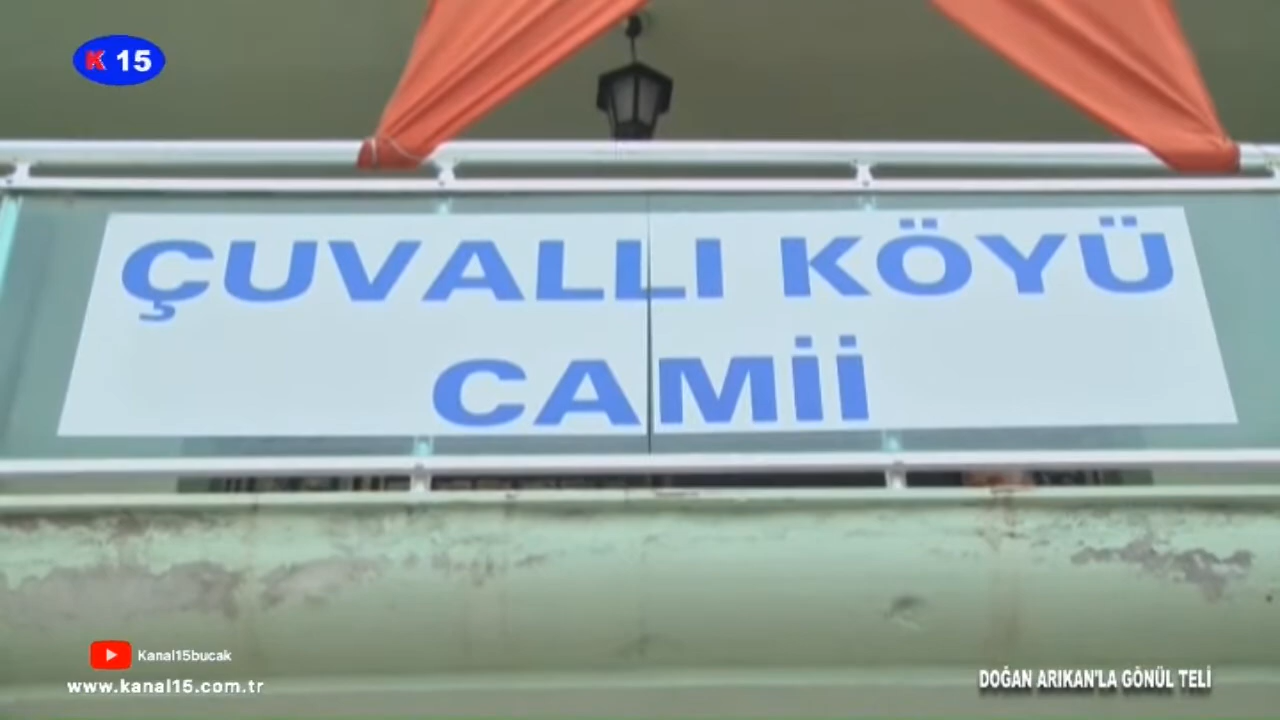 K 15
ÇUVALLI KÖYÜ
CAMİİ
Kanal15bucak
www.kanal15.com.tr
DOĞAN ARIKAN'LA GÖNÜL TELİ